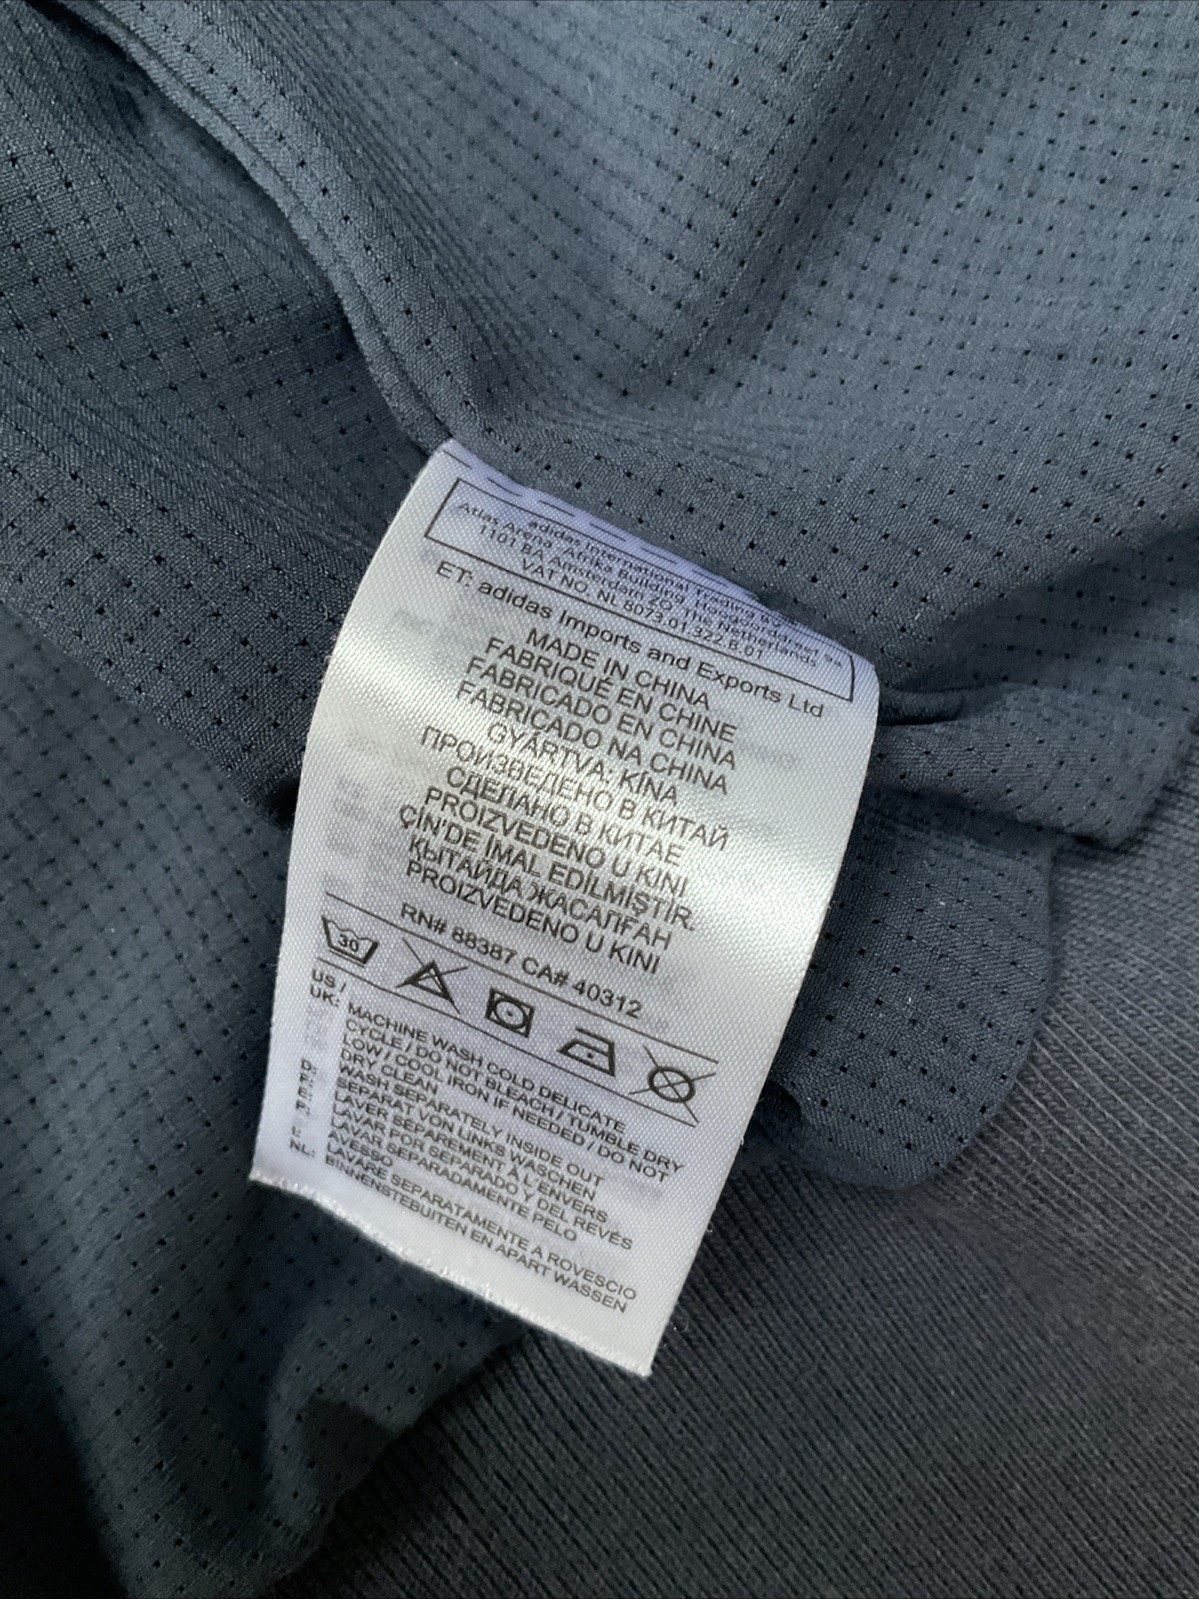 adidas International Trading B.V.
Atlas Arena, Afrika Building, Hoogoorddreef 9a
1101 BA, Amsterdam ZO, The Netherlands
VAT NO. NL 8073.01.322.B.01
ET: adidas Imports and Exports Ltd
MADE IN CHINA
FABRIQUÉ EN CHINE
FABRICADO EN CHINA
FABRICADO NA CHINA
GYÁRTVA: KÍNA
ПРОИЗВЕДЕНО В КИТАЙ
СДЕЛАНО В КИТАЕ
PROIZVEDENO U KINI
ÇİN'DE İMAL EDİLMİŞTİR.
ҚЫТАЙДА ЖАСАЛҒАН
PROIZVEDENO U KINI
RN# 88387 CA# 40312
30
US /
UK: MACHINE WASH COLD DELICATE
CYCLE / DO NOT BLEACH / TUMBLE DRY
LOW / COOL IRON IF NEEDED / DO NOT
DRY CLEAN
WASH SEPARATELY INSIDE OUT
D: SEPARAT VON LINKS WASCHEN
F: LAVER SEPAREMENT À L'ENVERS
E: LAVAR POR SEPARADO Y DEL REVÉS
P: LAVAR SEPARADAMENTE PELO
AVESSO
I: LAVARE SEPARATAMENTE A ROVESCIO
NL: BINNENSTEBUITEN EN APART WASSEN